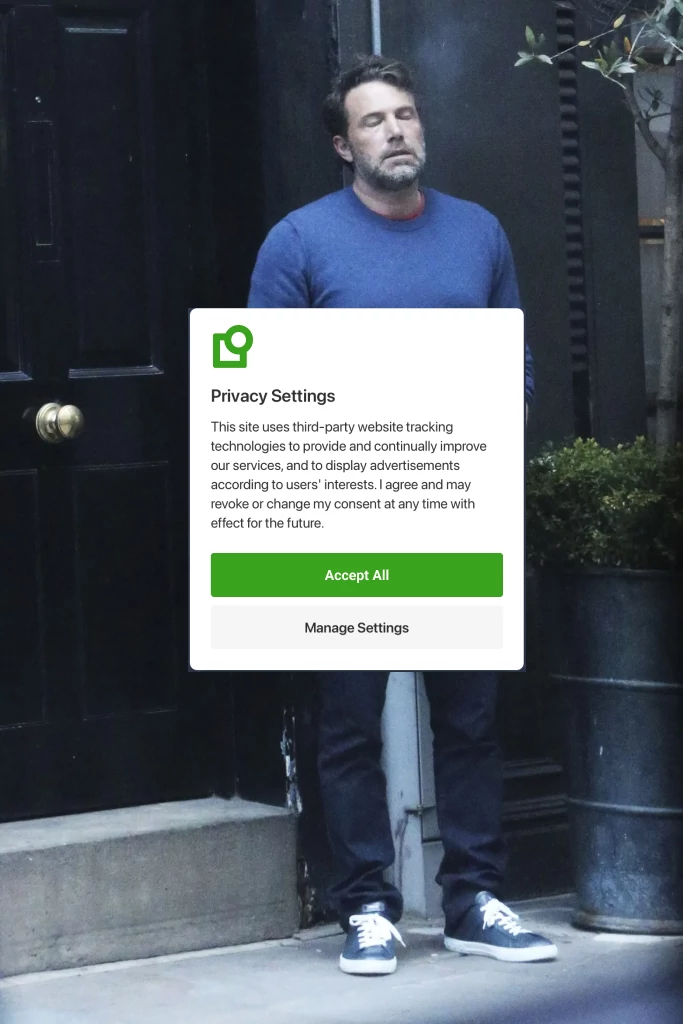 Privacy Settings
This site uses third-party website tracking
technologies to provide and continually improve
our services, and to display advertisements
according to users' interests. I agree and may
revoke or change my consent at any time with
effect for the future.
Accept All
Manage Settings